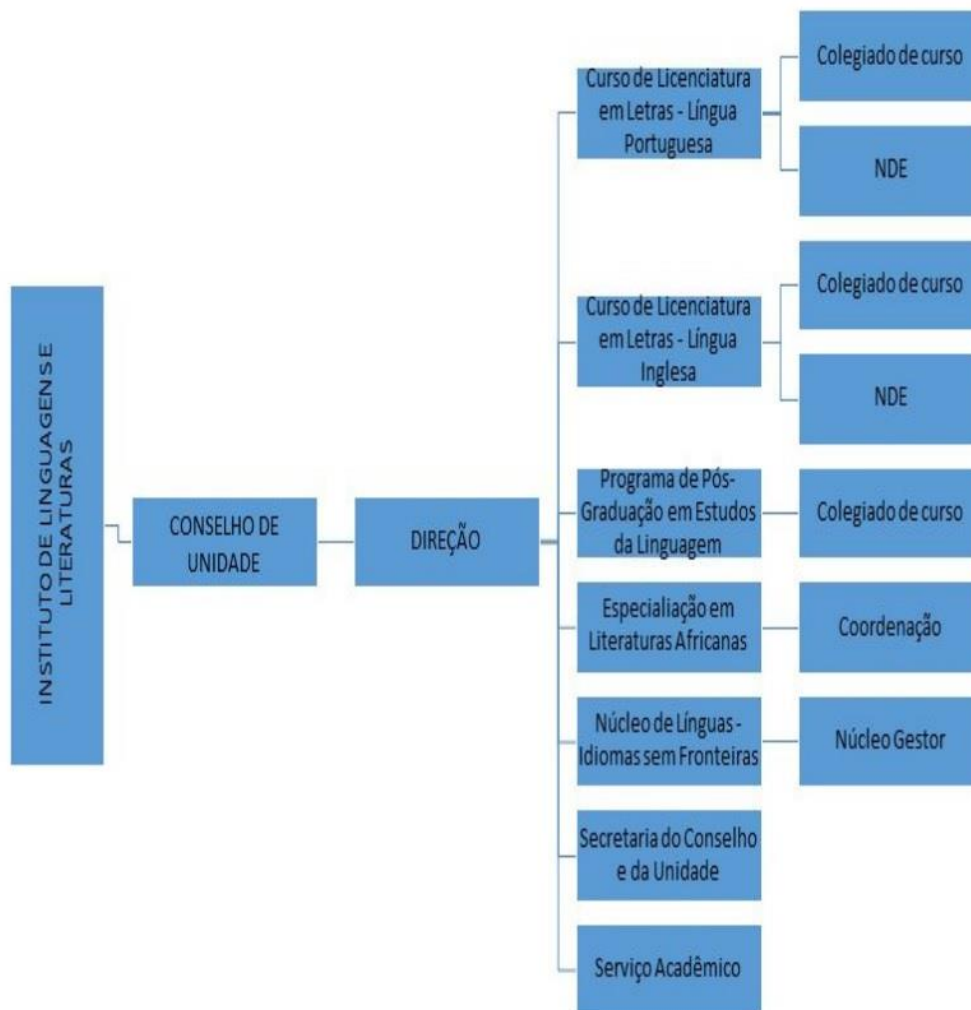 INSTITUTO DE LINGUAGENSE
LITERATURAS
CONSELHO DE
UNIDADE
DIREÇÃO
Curso de Licenciatura
em Letras - Língua
Portuguesa
Colegiado de curso
NDE
Curso de Licenciatura
em Letras - Língua
Inglesa
Colegiado de curso
NDE
Programa de Pós-
Graduação em Estudos
da Linguagem
Colegiado de curso
Especialiação em
Literaturas Africanas
Coordenação
Núcleo de Línguas -
Idiomas sem Fronteiras
Núcleo Gestor
Secretaria do Conselho
e da Unidade
Serviço Acadêmico